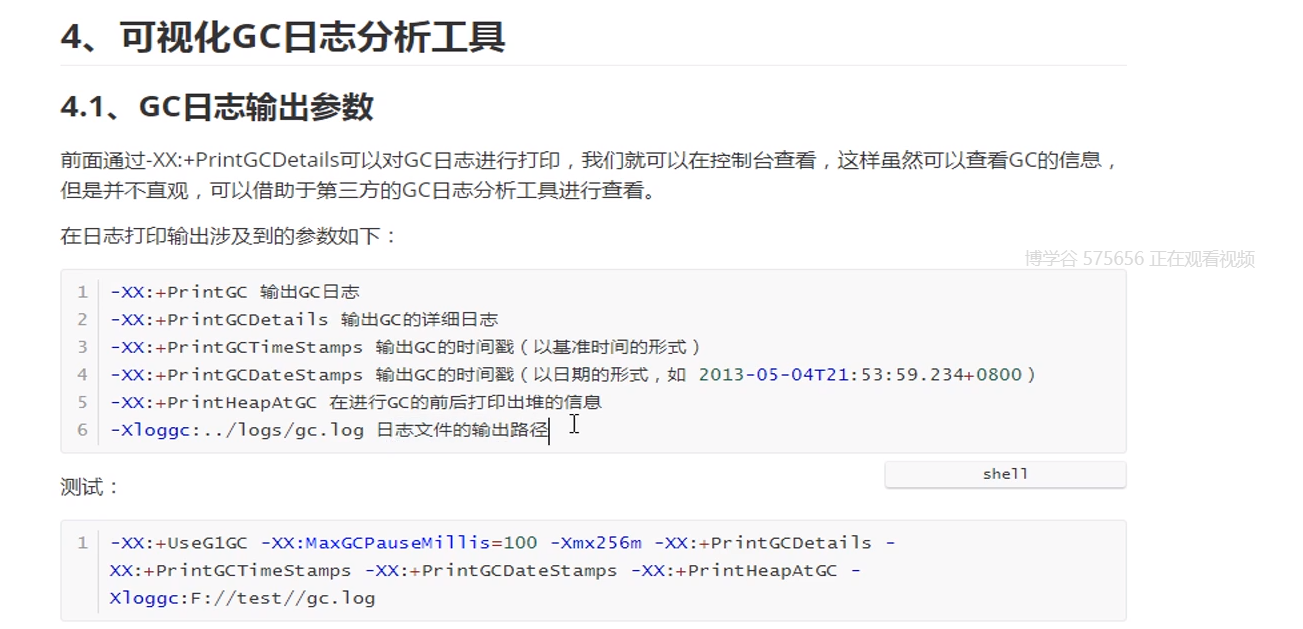 4、可视化GC日志分析工具
4.1、GC日志输出参数
前面通过-XX:+PrintGCDetails可以对GC日志进行打印，我们就可以在控制台查看，这样虽然可以查看GC的信息，
但是并不直观，可以借助于第三方的GC日志分析工具进行查看。
在日志打印输出涉及到的参数如下：
博学谷 575656 正在观看视频
1 -XX:+PrintGC 输出GC日志
2 -XX:+PrintGCDetails 输出GC的详细日志
3 -XX:+PrintGCTimeStamps 输出GC的时间戳（以基准时间的形式）
4 -XX:+PrintGCDateStamps 输出GC的时间戳（以日期的形式，如 2013-05-04T21:53:59.234+0800）
5 -XX:+PrintHeapAtGC 在进行GC的前后打印出堆的信息
6 -Xloggc:../logs/gc.log 日志文件的输出路径
shell
测试：
1 -XX:+UseG1GC -XX:MaxGCPauseMillis=100 -Xmx256m -XX:+PrintGCDetails -
XX:+PrintGCTimeStamps -XX:+PrintGCDateStamps -XX:+PrintHeapAtGC -
Xloggc:F://test//gc.log